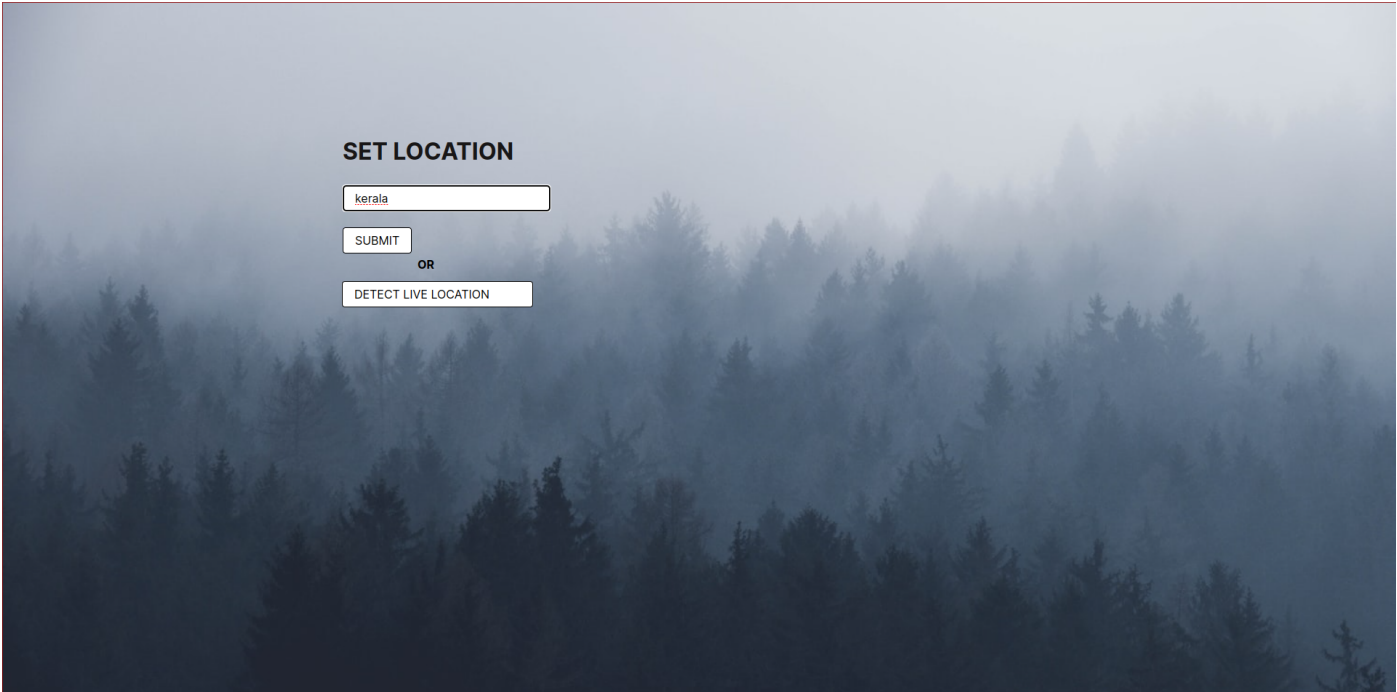 SET LOCATION
kerala
SUBMIT
OR
DETECT LIVE LOCATION